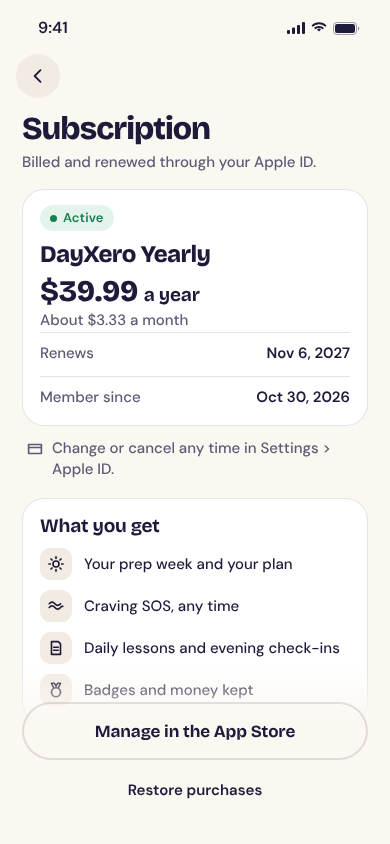 9:41
Subscription
Billed and renewed through your Apple ID.
Active
DayXero Yearly
$39.99 a year
About $3.33 a month
Renews Nov 6, 2027
Member since Oct 30, 2026
Change or cancel any time in Settings >
Apple ID.
What you get
Your prep week and your plan
Craving SOS, any time
Daily lessons and evening check-ins
Badges and money kept
Manage in the App Store
Restore purchases